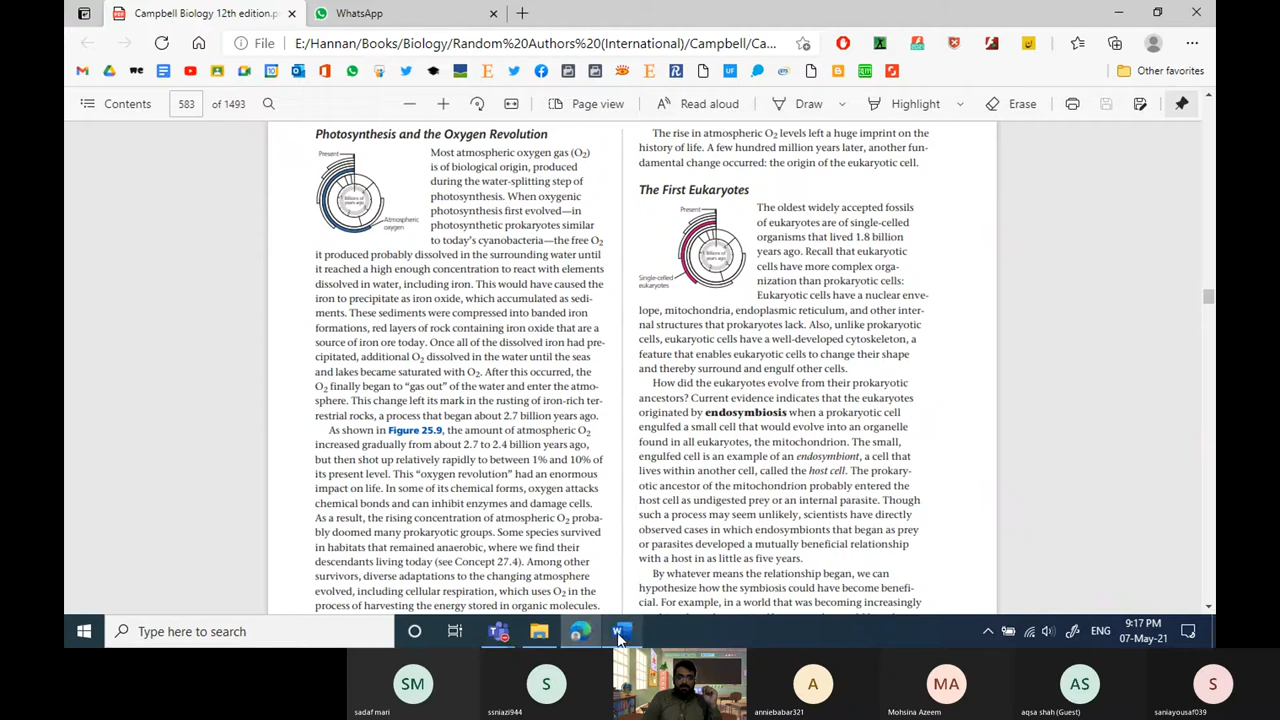 Campbell Biology 12th edition.p
WhatsApp
File
E:/Hannan/Books/Biology/Random%20Authors%20(International)/Campbell/Ca...
Other favorites
Contents
583
of 1493
Page view
Read aloud
Draw
Highlight
Erase
Photosynthesis and the Oxygen Revolution
Present
Billions of
years ago
Atmospheric
oxygen
Most atmospheric oxygen gas (O2)
is of biological origin, produced
during the water-splitting step of
photosynthesis. When oxygenic
photosynthesis first evolved—in
photosynthetic prokaryotes similar
to today's cyanobacteria—the free O2
it produced probably dissolved in the surrounding water until
it reached a high enough concentration to react with elements
dissolved in water, including iron. This would have caused the
iron to precipitate as iron oxide, which accumulated as sedi-
ments. These sediments were compressed into banded iron
formations, red layers of rock containing iron oxide that are a
source of iron ore today. Once all of the dissolved iron had pre-
cipitated, additional O2 dissolved in the water until the seas
and lakes became saturated with O2. After this occurred, the
O2 finally began to “gas out” of the water and enter the atmo-
sphere. This change left its mark in the rusting of iron-rich ter-
restrial rocks, a process that began about 2.7 billion years ago.
As shown in Figure 25.9, the amount of atmospheric O2
increased gradually from about 2.7 to 2.4 billion years ago,
but then shot up relatively rapidly to between 1% and 10% of
its present level. This “oxygen revolution” had an enormous
impact on life. In some of its chemical forms, oxygen attacks
chemical bonds and can inhibit enzymes and damage cells.
As a result, the rising concentration of atmospheric O2 proba-
bly doomed many prokaryotic groups. Some species survived
in habitats that remained anaerobic, where we find their
descendants living today (see Concept 27.4). Among other
survivors, diverse adaptations to the changing atmosphere
evolved, including cellular respiration, which uses O2 in the
process of harvesting the energy stored in organic molecules.
The rise in atmospheric O2 levels left a huge imprint on the
history of life. A few hundred million years later, another fun-
damental change occurred: the origin of the eukaryotic cell.
The First Eukaryotes
Present
Billions of
years ago
Single-celled
eukaryotes
The oldest widely accepted fossils
of eukaryotes are of single-celled
organisms that lived 1.8 billion
years ago. Recall that eukaryotic
cells have more complex orga-
nization than prokaryotic cells:
Eukaryotic cells have a nuclear enve-
lope, mitochondria, endoplasmic reticulum, and other inter-
nal structures that prokaryotes lack. Also, unlike prokaryotic
cells, eukaryotic cells have a well-developed cytoskeleton, a
feature that enables eukaryotic cells to change their shape
and thereby surround and engulf other cells.
How did the eukaryotes evolve from their prokaryotic
ancestors? Current evidence indicates that the eukaryotes
originated by endosymbiosis when a prokaryotic cell
engulfed a small cell that would evolve into an organelle
found in all eukaryotes, the mitochondrion. The small,
engulfed cell is an example of an endosymbiont, a cell that
lives within another cell, called the host cell. The prokary-
otic ancestor of the mitochondrion probably entered the
host cell as undigested prey or an internal parasite. Though
such a process may seem unlikely, scientists have directly
observed cases in which endosymbionts that began as prey
or parasites developed a mutually beneficial relationship
with a host in as little as five years.
By whatever means the relationship began, we can
hypothesize how the symbiosis could have become benefi-
cial. For example, in a world that was becoming increasingly
Type here to search
ENG
9:17 PM
07-May-21
SM
S
A
MA
AS
S
sadaf mari
ssniazi944
anniebabar321
Mohsina Azeem
aqsa shah (Guest)
saniayousaf039